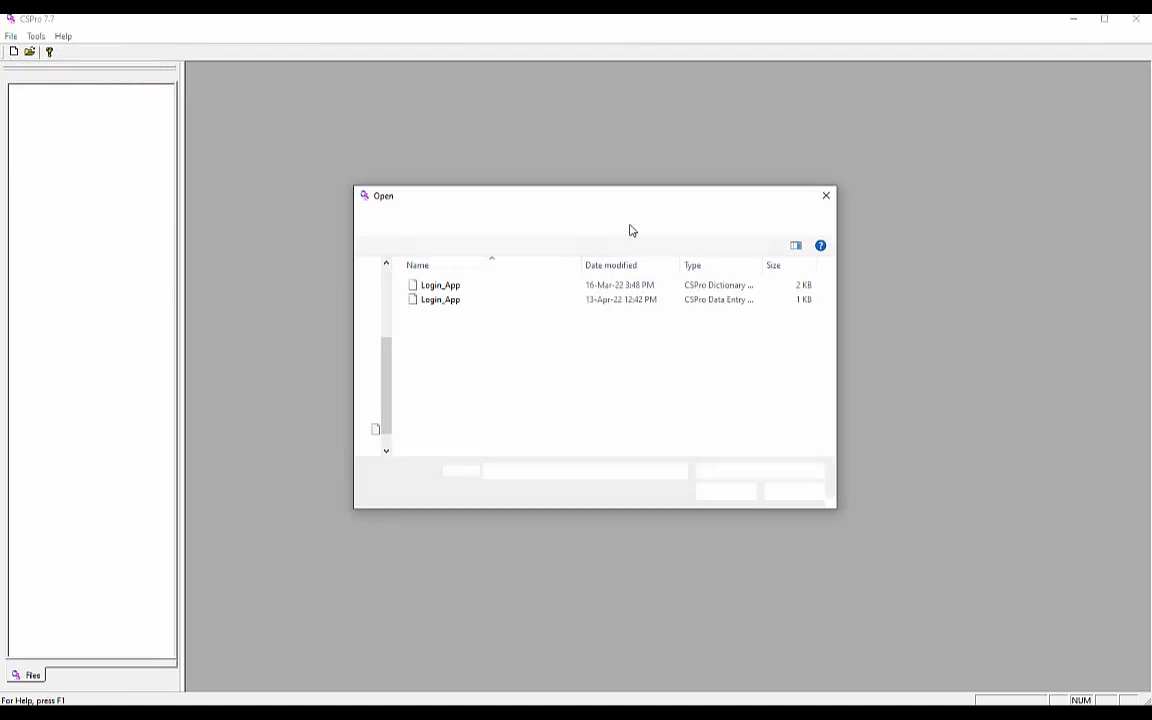 CSPro 7.7
File Tools Help
Open
Name Date modified Type Size
Login_App 16-Mar-22 3:48 PM CSPro Dictionary ... 2 KB
Login_App 13-Apr-22 12:42 PM CSPro Data Entry ... 1 KB
Files
For Help, press F1 NUM